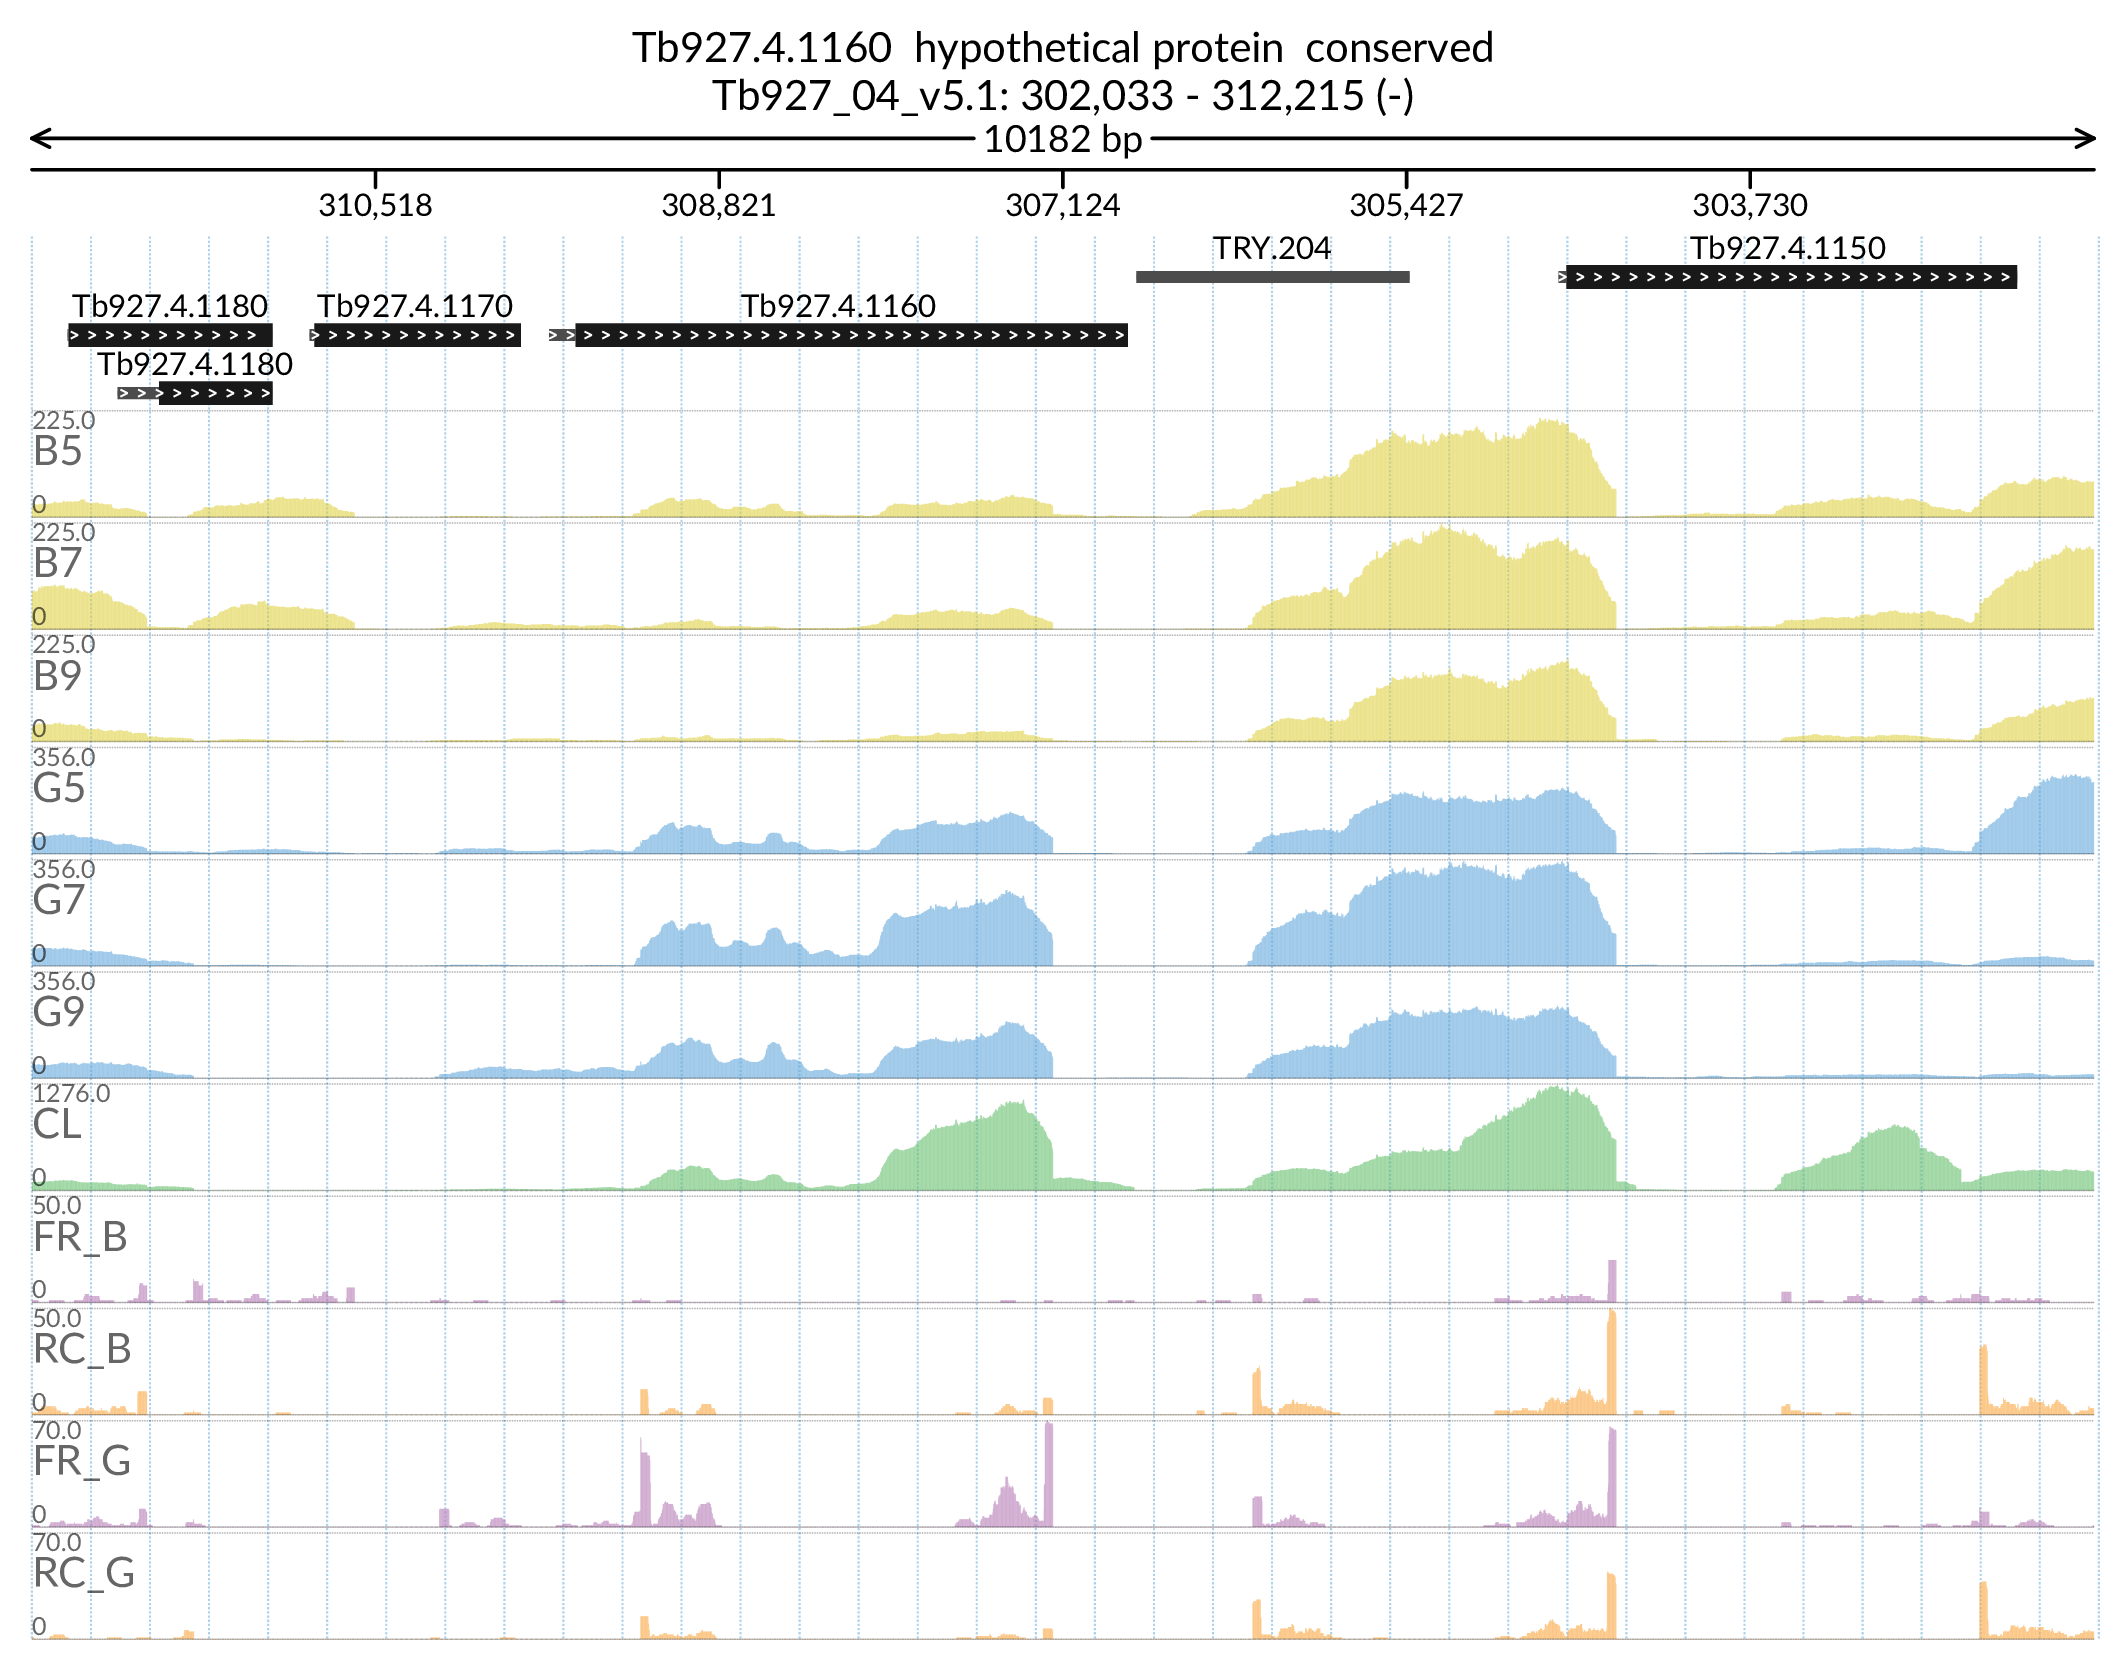 Tb927.4.1160 hypothetical protein conserved
Tb927_04_v5.1: 302,033 - 312,215 (-)
10182 bp
310,518 308,821 307,124 305,427 303,730
TRY.204 Tb927.4.1150
Tb927.4.1180 Tb927.4.1170 Tb927.4.1160
Tb927.4.1180
225.0
B5
0
225.0
B7
0
225.0
B9
0
356.0
G5
0
356.0
G7
0
356.0
G9
0
1276.0
CL
0
50.0
FR_B
0
50.0
RC_B
0
70.0
FR_G
0
70.0
RC_G
0